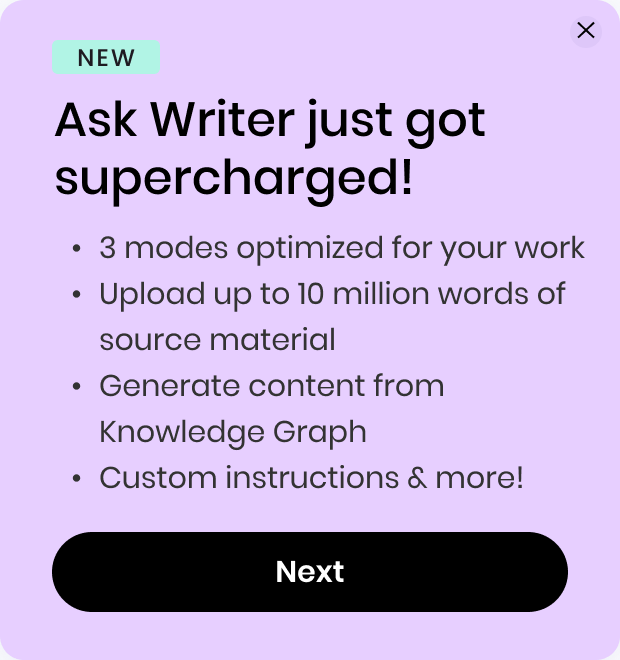 NEW
Ask Writer just got
supercharged!
• 3 modes optimized for your work
• Upload up to 10 million words of
source material
• Generate content from
Knowledge Graph
• Custom instructions & more!
Next